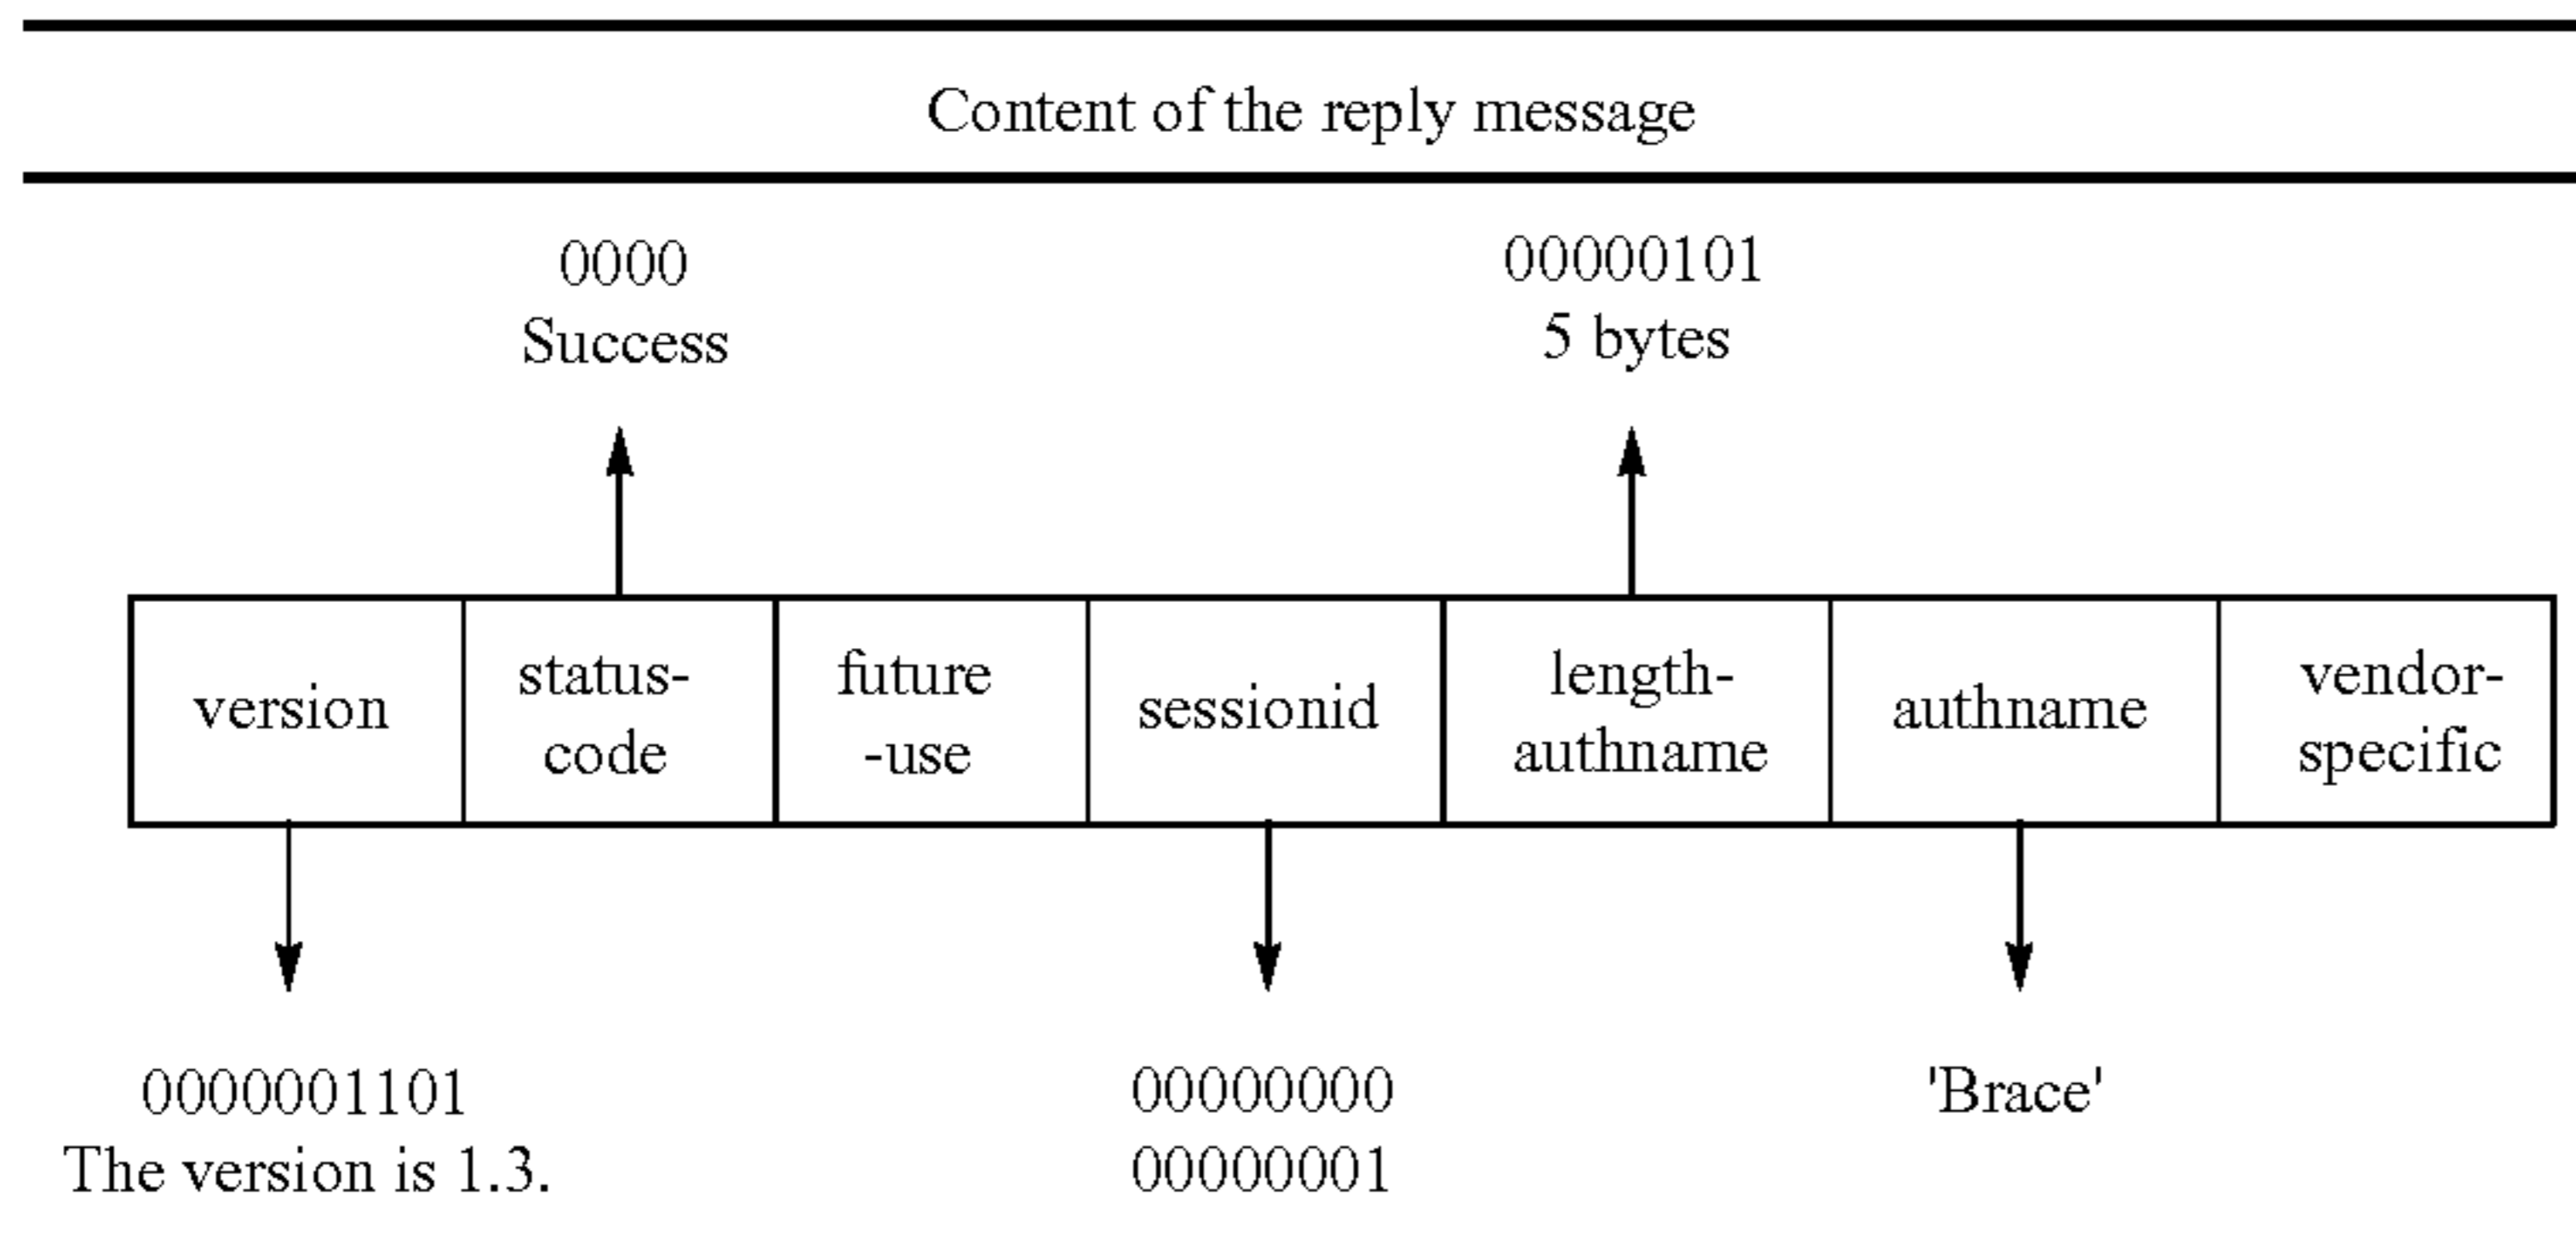 Content of the reply message
0000
Success
00000101
5 bytes
version
status-
code
future
-use
sessionid
length-
authname
authname
vendor-
specific
0000001101
The version is 1.3.
00000000
00000001
'Brace'